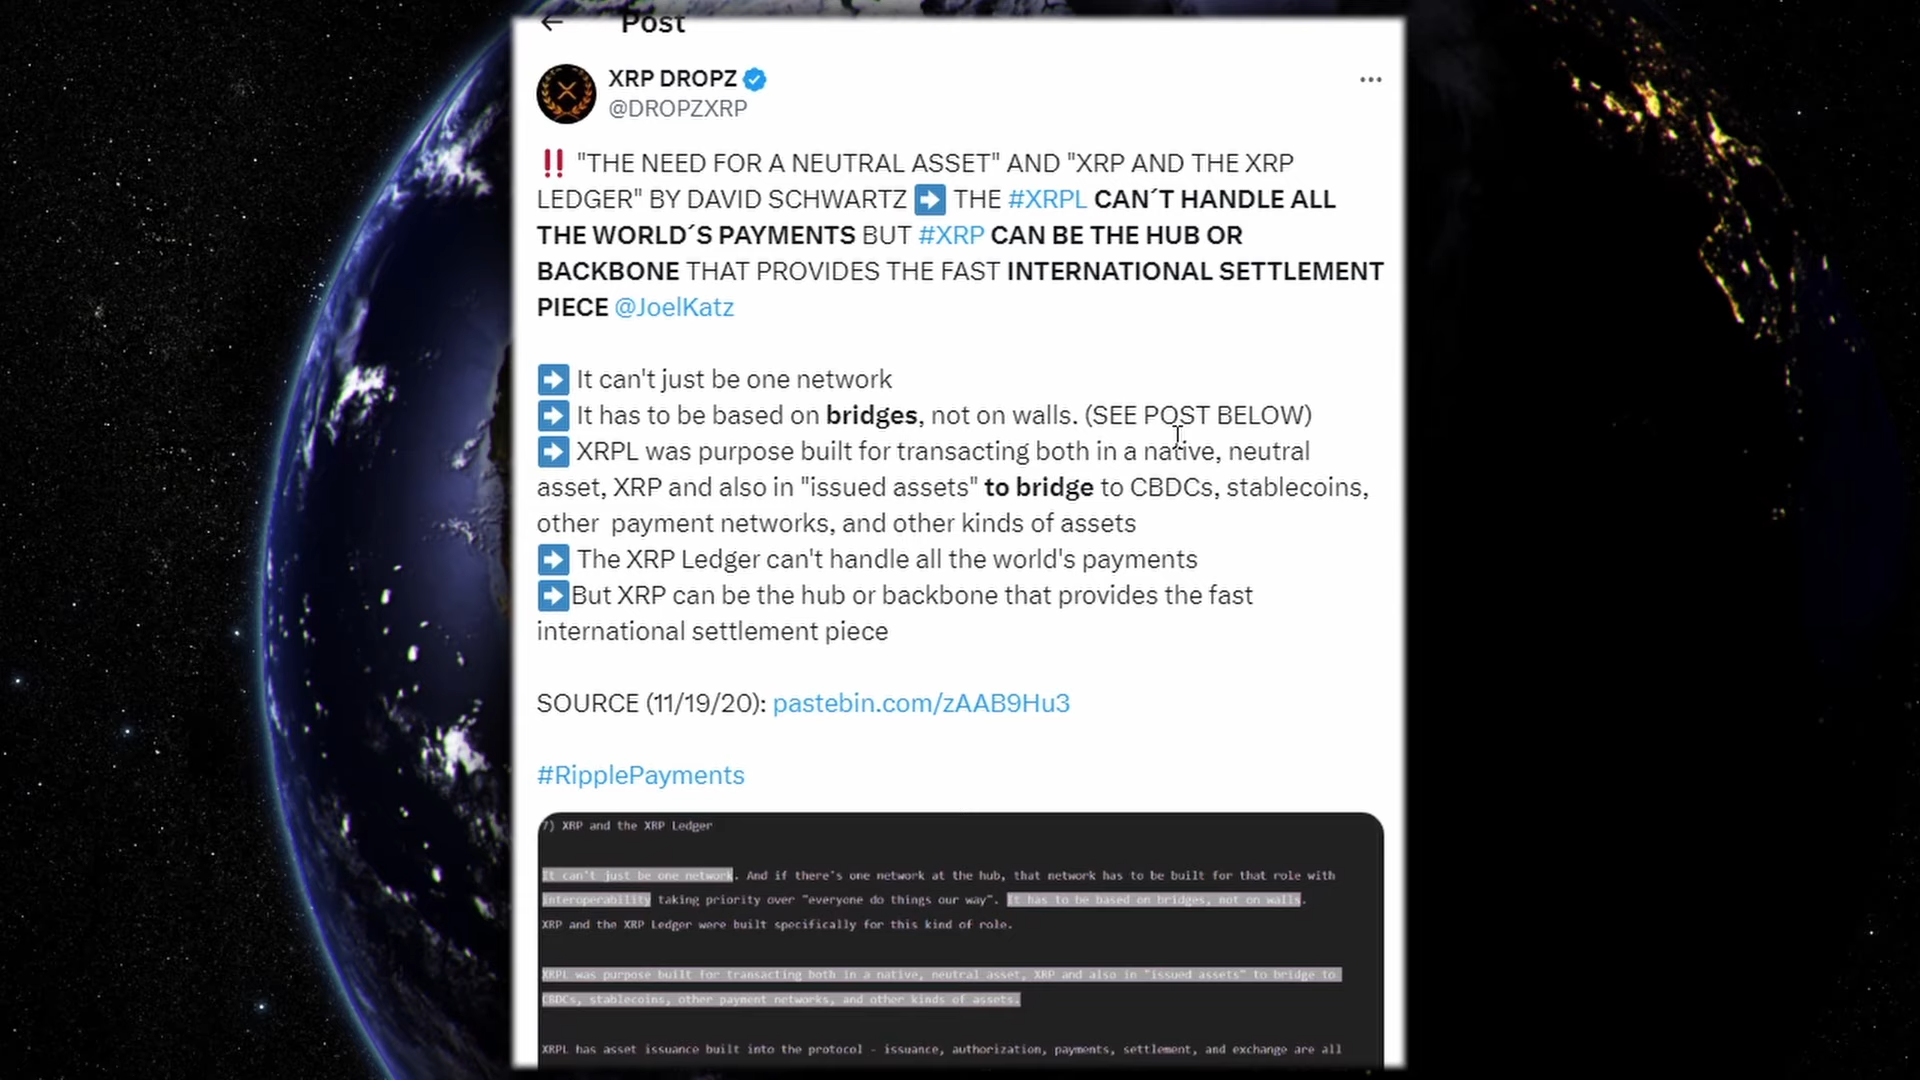 Post
XRP DROPZ
@DROPZXRP
‼ "THE NEED FOR A NEUTRAL ASSET" AND "XRP AND THE XRP
LEDGER" BY DAVID SCHWARTZ ➡ THE #XRPL CAN´T HANDLE ALL
THE WORLD´S PAYMENTS BUT #XRP CAN BE THE HUB OR
BACKBONE THAT PROVIDES THE FAST INTERNATIONAL SETTLEMENT
PIECE @JoelKatz
➡ It can't just be one network
➡ It has to be based on bridges, not on walls. (SEE POST BELOW)
➡ XRPL was purpose built for transacting both in a native, neutral
asset, XRP and also in "issued assets" to bridge to CBDCs, stablecoins,
other payment networks, and other kinds of assets
➡ The XRP Ledger can't handle all the world's payments
➡But XRP can be the hub or backbone that provides the fast
international settlement piece
SOURCE (11/19/20): pastebin.com/zAAB9Hu3
#RipplePayments
7) XRP and the XRP Ledger
It can't just be one network. And if there's one network at the hub, that network has to be built for that role with
interoperability taking priority over "everyone do things our way". It has to be based on bridges, not on walls.
XRP and the XRP Ledger were built specifically for this kind of role.
XRPL was purpose built for transacting both in a native, neutral asset, XRP and also in "issued assets" to bridge to
CBDCs, stablecoins, other payment networks, and other kinds of assets.
XRPL has asset issuance built into the protocol - issuance, authorization, payments, settlement, and exchange are all